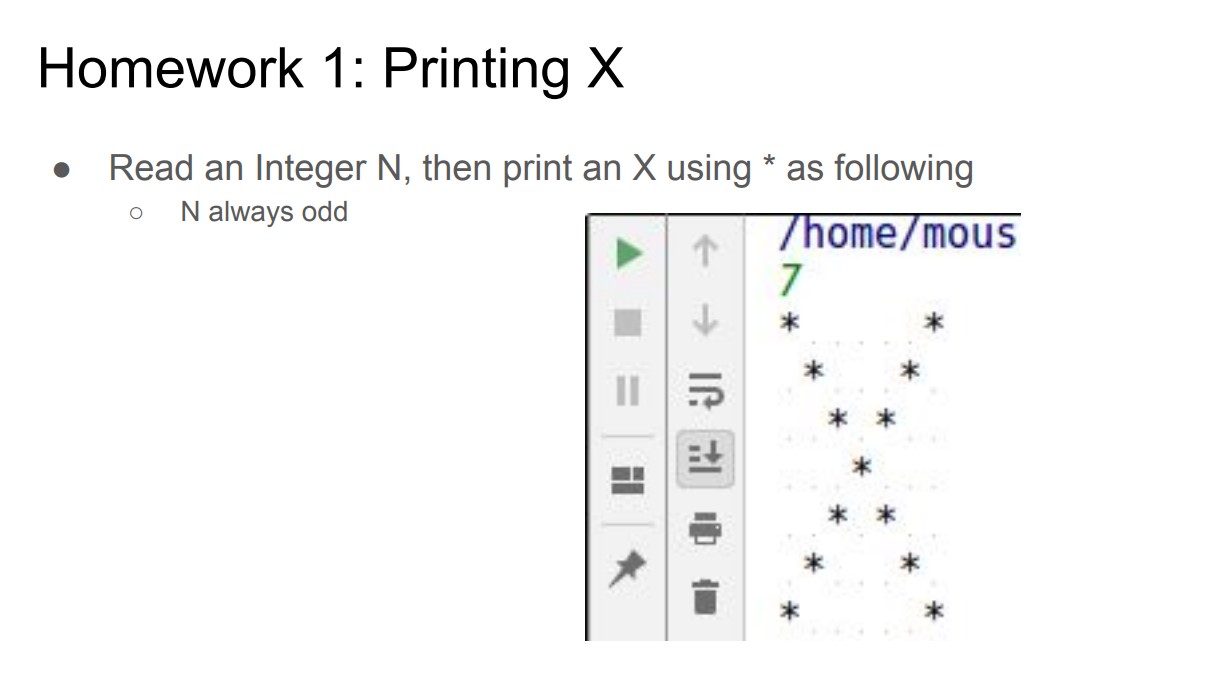 Homework 1: Printing X
● Read an Integer N, then print an X using * as following
○ N always odd
/home/mous
7
*     *
 *   *
  * *
   *
  * *
 *   *
*     *